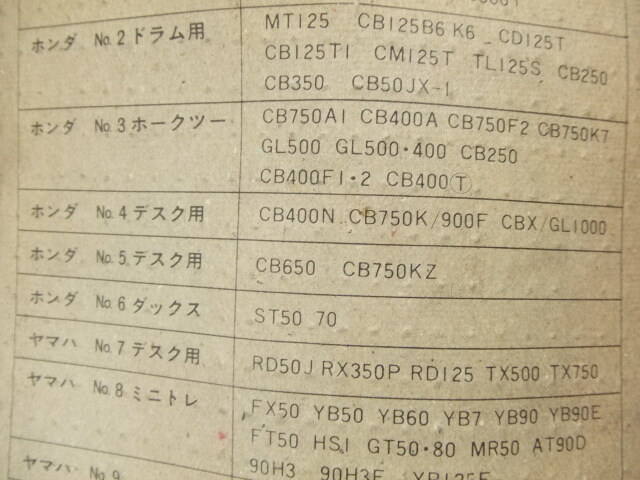 ホンダ No.2 ドラム用 MT125 CB125B6 K6 CD125T
CB125T1 CM125T TL125S CB250
CB350 CB50JX-1
ホンダ No.3 ホークツー CB750A1 CB400A CB750F2 CB750K7
GL500 GL500・400 CB250
CB400F1・2 CB400Ⓣ
ホンダ No.4 デスク用 CB400N CB750K/900F CBX/GL1000
ホンダ No.5 デスク用 CB650 CB750KZ
ホンダ No.6 ダックス ST50 70
ヤマハ No.7 デスク用 RD50J RX350P RD125 TX500 TX750
ヤマハ No.8 ミニトレ FX50 YB50 YB60 YB7 YB90 YB90E
FT50 HS1 GT50・80 MR50 AT90D
ヤマハ No.9 90H3 90H3E YB125E